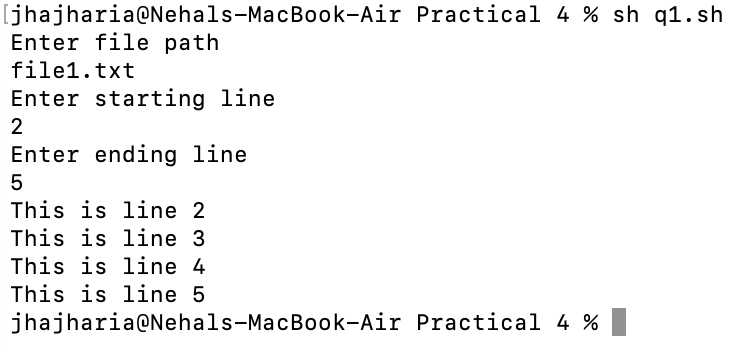 [jhajharia@Nehals-MacBook-Air Practical 4 % sh q1.sh
Enter file path
file1.txt
Enter starting line
2
Enter ending line
5
This is line 2
This is line 3
This is line 4
This is line 5
jhajharia@Nehals-MacBook-Air Practical 4 %